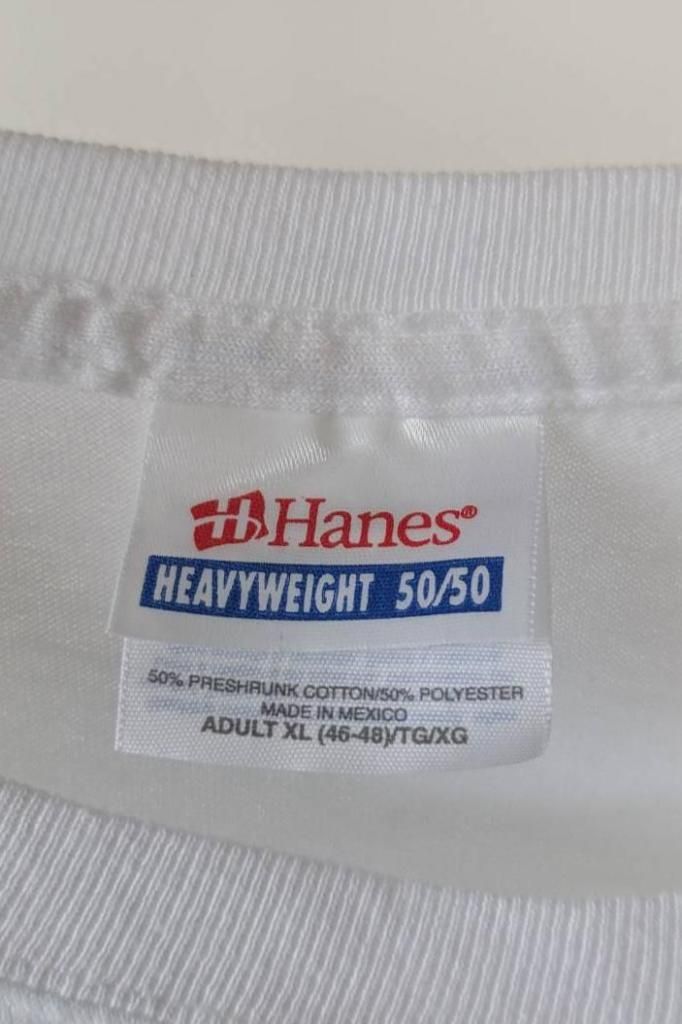 Hanes®
HEAVYWEIGHT 50/50
50% PRESHRUNK COTTON/50% POLYESTER
MADE IN MEXICO
ADULT XL (46-48)/TG/XG